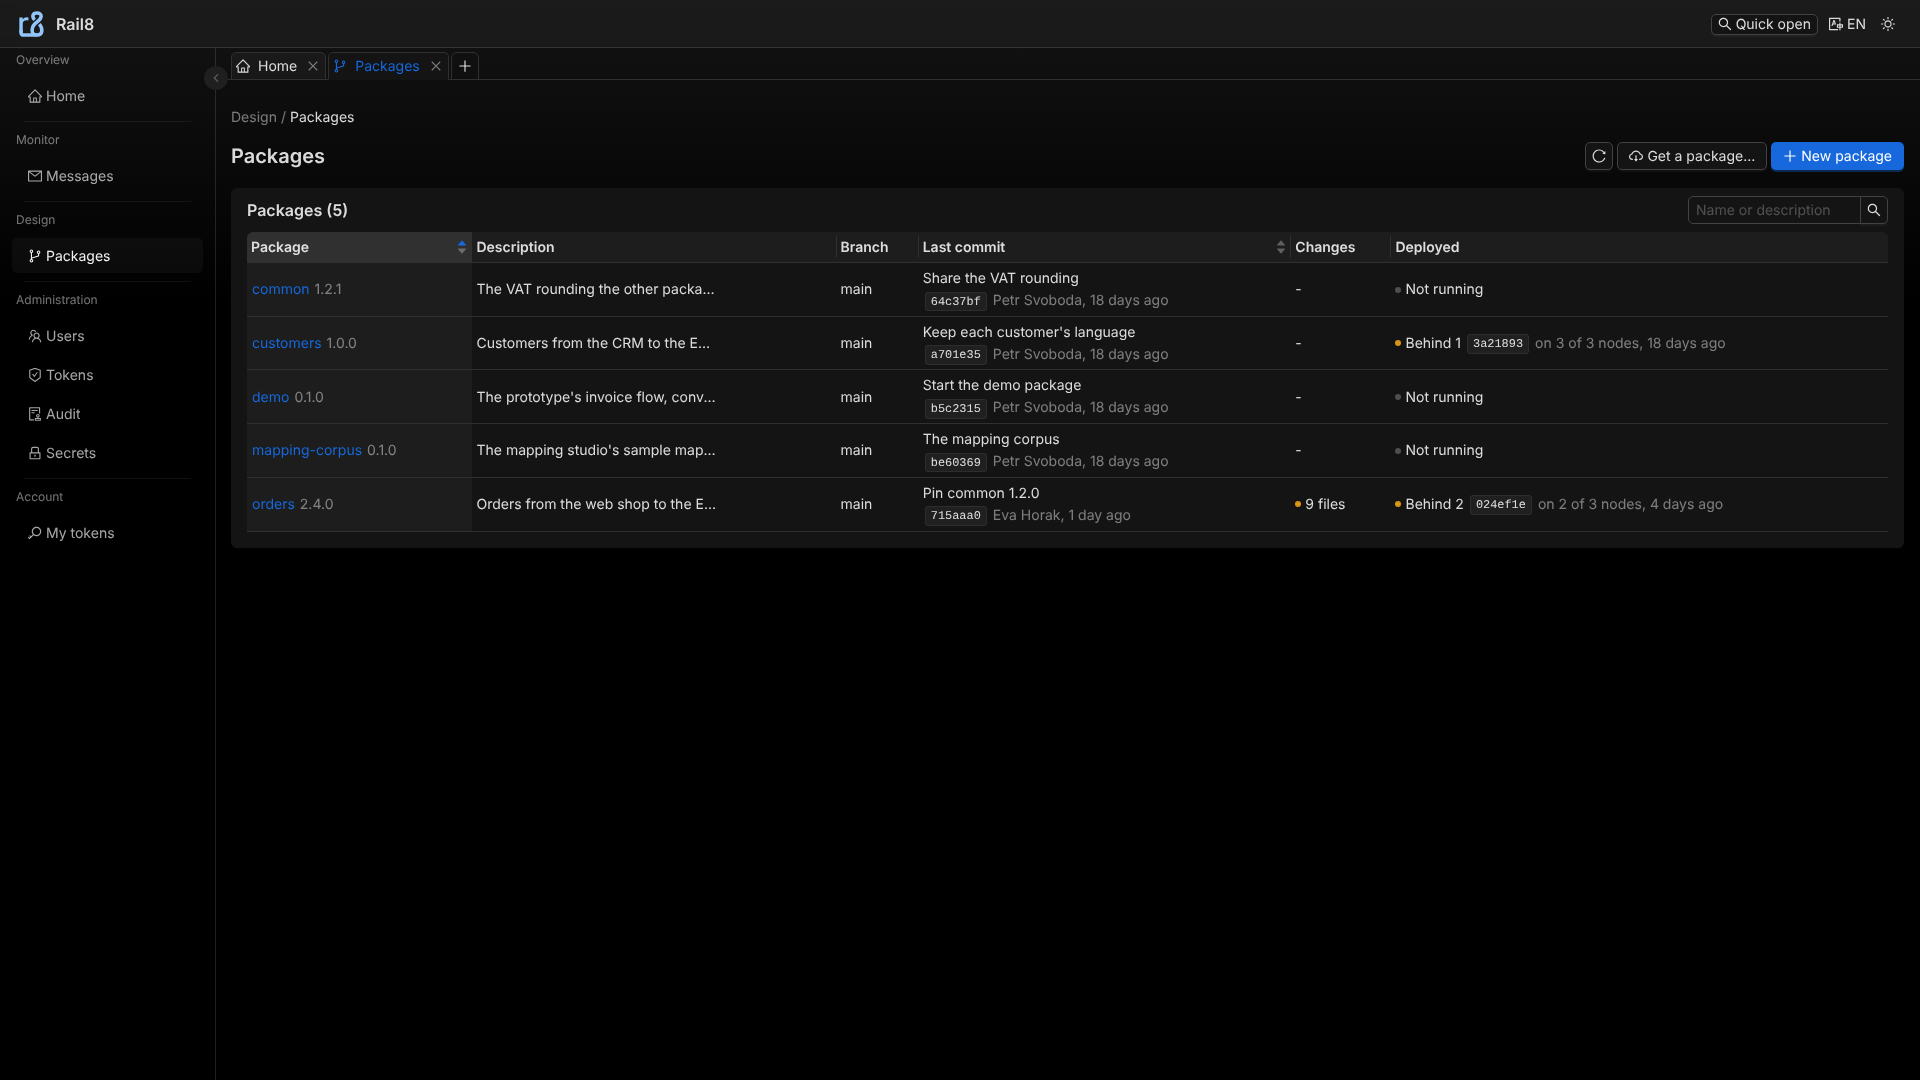 Rail8
Quick open
EN
Overview
Home
Monitor
Messages
Design
Packages
Administration
Users
Tokens
Audit
Secrets
Account
My tokens
Home
Packages
Design / Packages
Packages
Get a package...
New package
Packages (5)
Name or description
Package Description Branch Last commit Changes Deployed
common 1.2.1 The VAT rounding the other packa... main Share the VAT rounding - Not running
64c37bf Petr Svoboda, 18 days ago
customers 1.0.0 Customers from the CRM to the E... main Keep each customer's language - Behind 1 3a21893 on 3 of 3 nodes, 18 days ago
a701e35 Petr Svoboda, 18 days ago
demo 0.1.0 The prototype's invoice flow, conv... main Start the demo package - Not running
b5c2315 Petr Svoboda, 18 days ago
mapping-corpus 0.1.0 The mapping studio's sample map... main The mapping corpus - Not running
be60369 Petr Svoboda, 18 days ago
orders 2.4.0 Orders from the web shop to the E... main Pin common 1.2.0 9 files Behind 2 024ef1e on 2 of 3 nodes, 4 days ago
715aaa0 Eva Horak, 1 day ago